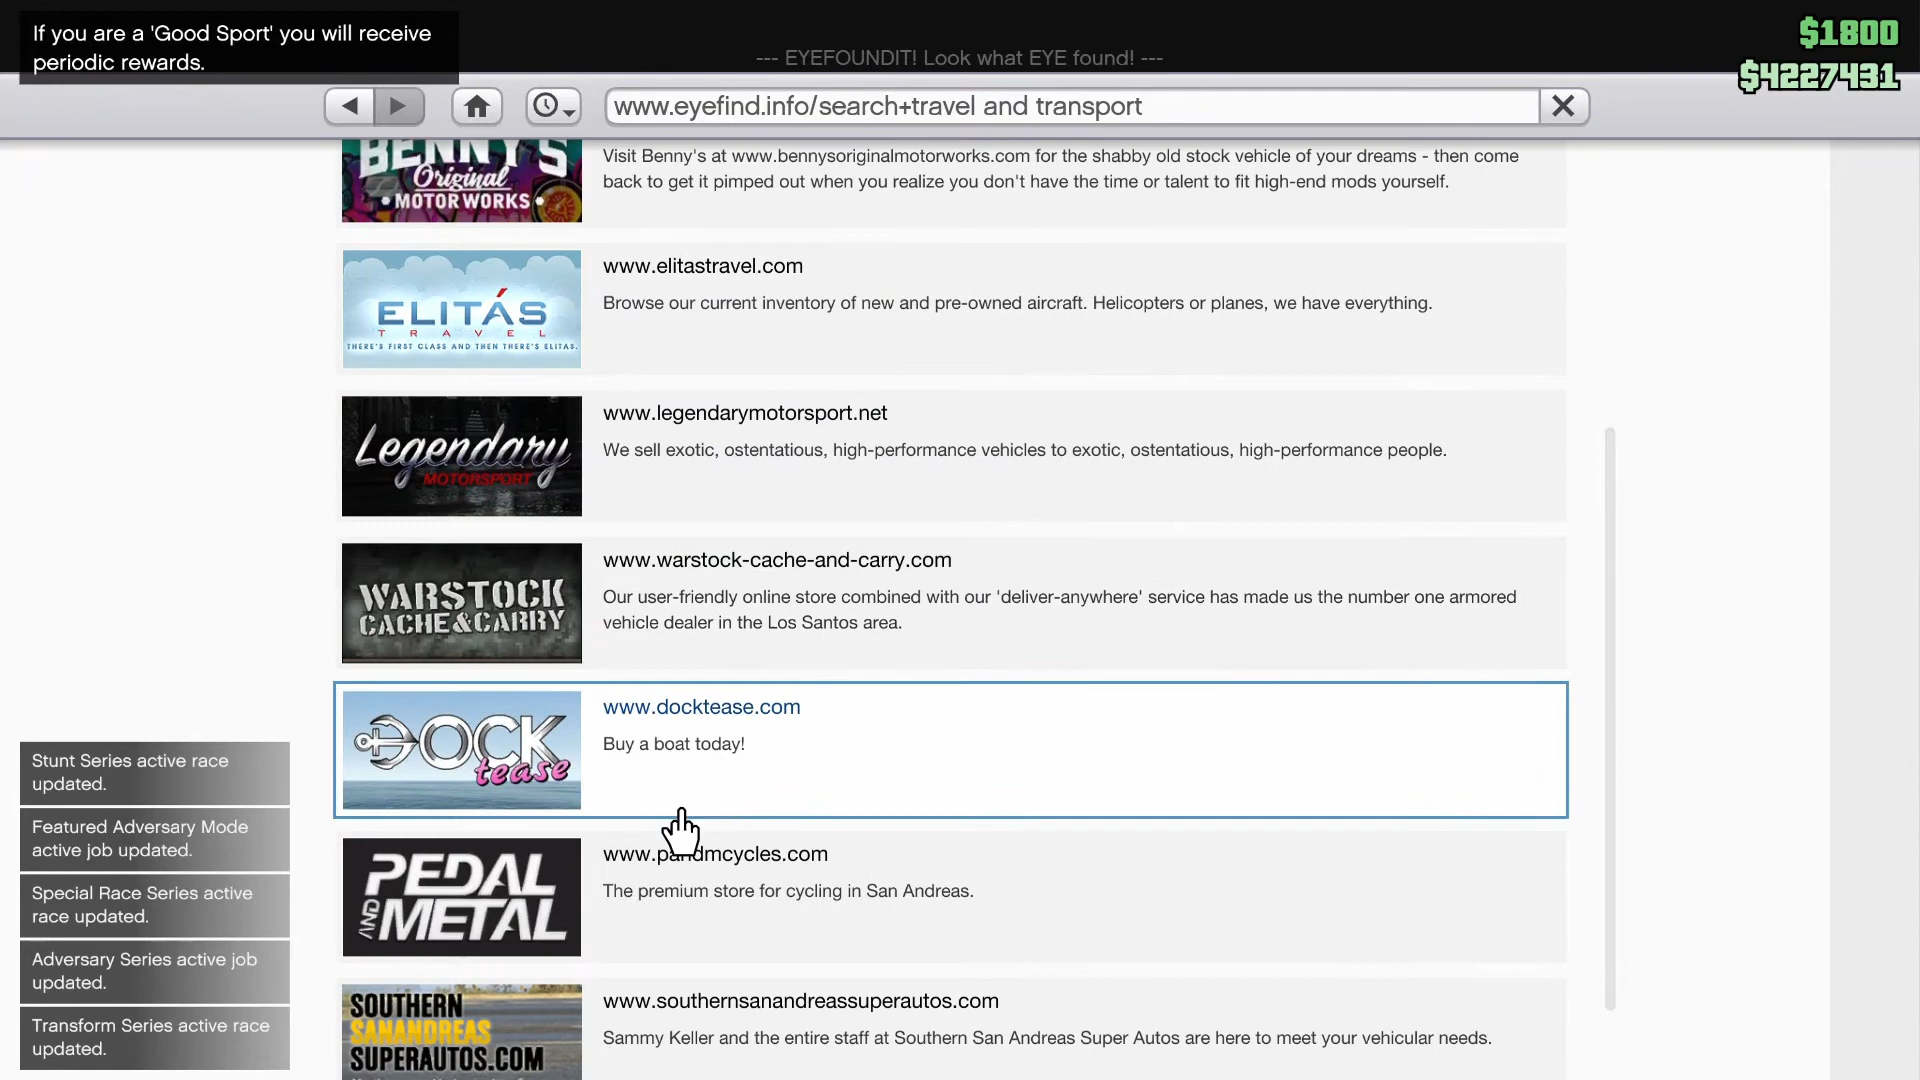 If you are a 'Good Sport' you will receive
periodic rewards.
--- EYEFOUNDIT! Look what EYE found! ---
$1800
$4227431
www.eyefind.info/search+travel and transport
BENNY'S
Original
MOTOR WORKS
Visit Benny's at www.bennysoriginalmotorworks.com for the shabby old stock vehicle of your dreams - then come
back to get it pimped out when you realize you don't have the time or talent to fit high-end mods yourself.
ELITÁS
TRAVEL
THERE'S FIRST CLASS AND THEN THERE'S ELITAS.
www.elitastravel.com
Browse our current inventory of new and pre-owned aircraft. Helicopters or planes, we have everything.
Legendary
MOTORSPORT
www.legendarymotorsport.net
We sell exotic, ostentatious, high-performance vehicles to exotic, ostentatious, high-performance people.
WARSTOCK
CACHE&CARRY
www.warstock-cache-and-carry.com
Our user-friendly online store combined with our 'deliver-anywhere' service has made us the number one armored
vehicle dealer in the Los Santos area.
DOCK
tease
www.docktease.com
Buy a boat today!
PEDAL
AND METAL
www.pandmcycles.com
The premium store for cycling in San Andreas.
SOUTHERN
SANANDREAS
SUPERAUTOS.COM
www.southernsanandreassuperautos.com
Sammy Keller and the entire staff at Southern San Andreas Super Autos are here to meet your vehicular needs.
Stunt Series active race
updated.
Featured Adversary Mode
active job updated.
Special Race Series active
race updated.
Adversary Series active job
updated.
Transform Series active race
updated.